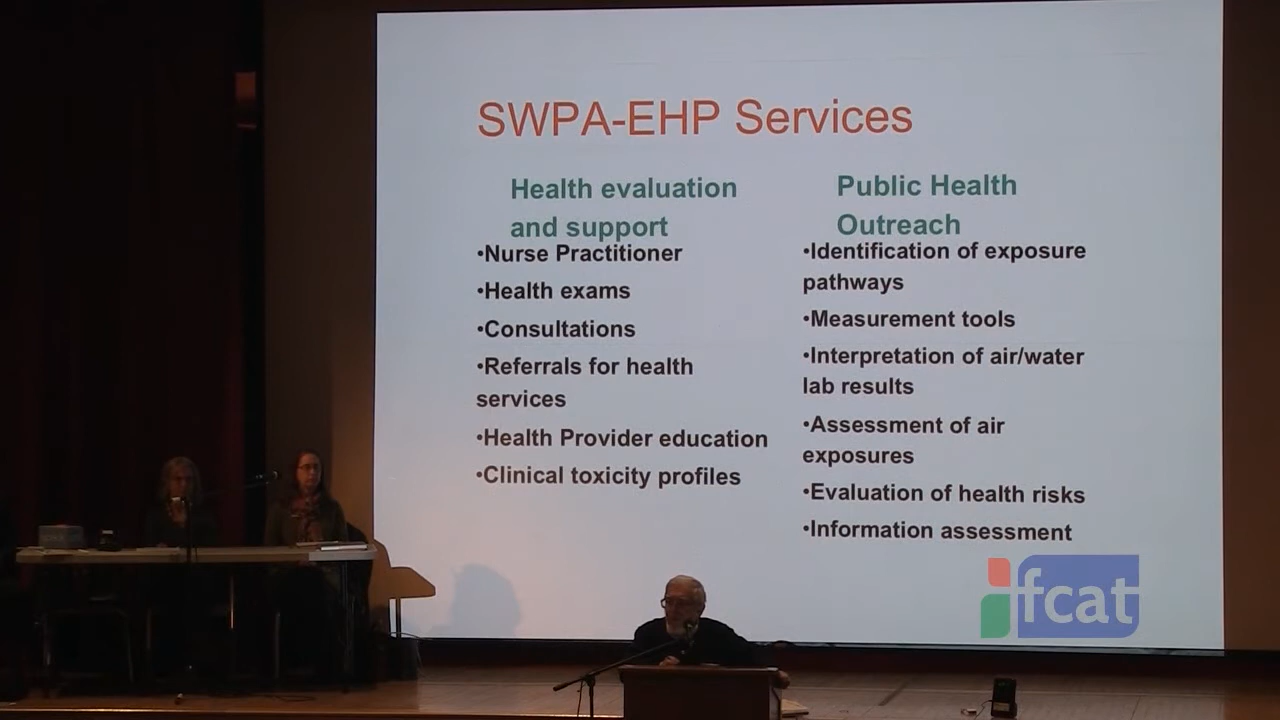 SWPA-EHP Services
Health evaluation
and support
•Nurse Practitioner
•Health exams
•Consultations
•Referrals for health
services
•Health Provider education
•Clinical toxicity profiles
Public Health
Outreach
•Identification of exposure
pathways
•Measurement tools
•Interpretation of air/water
lab results
•Assessment of air
exposures
•Evaluation of health risks
•Information assessment
fcat